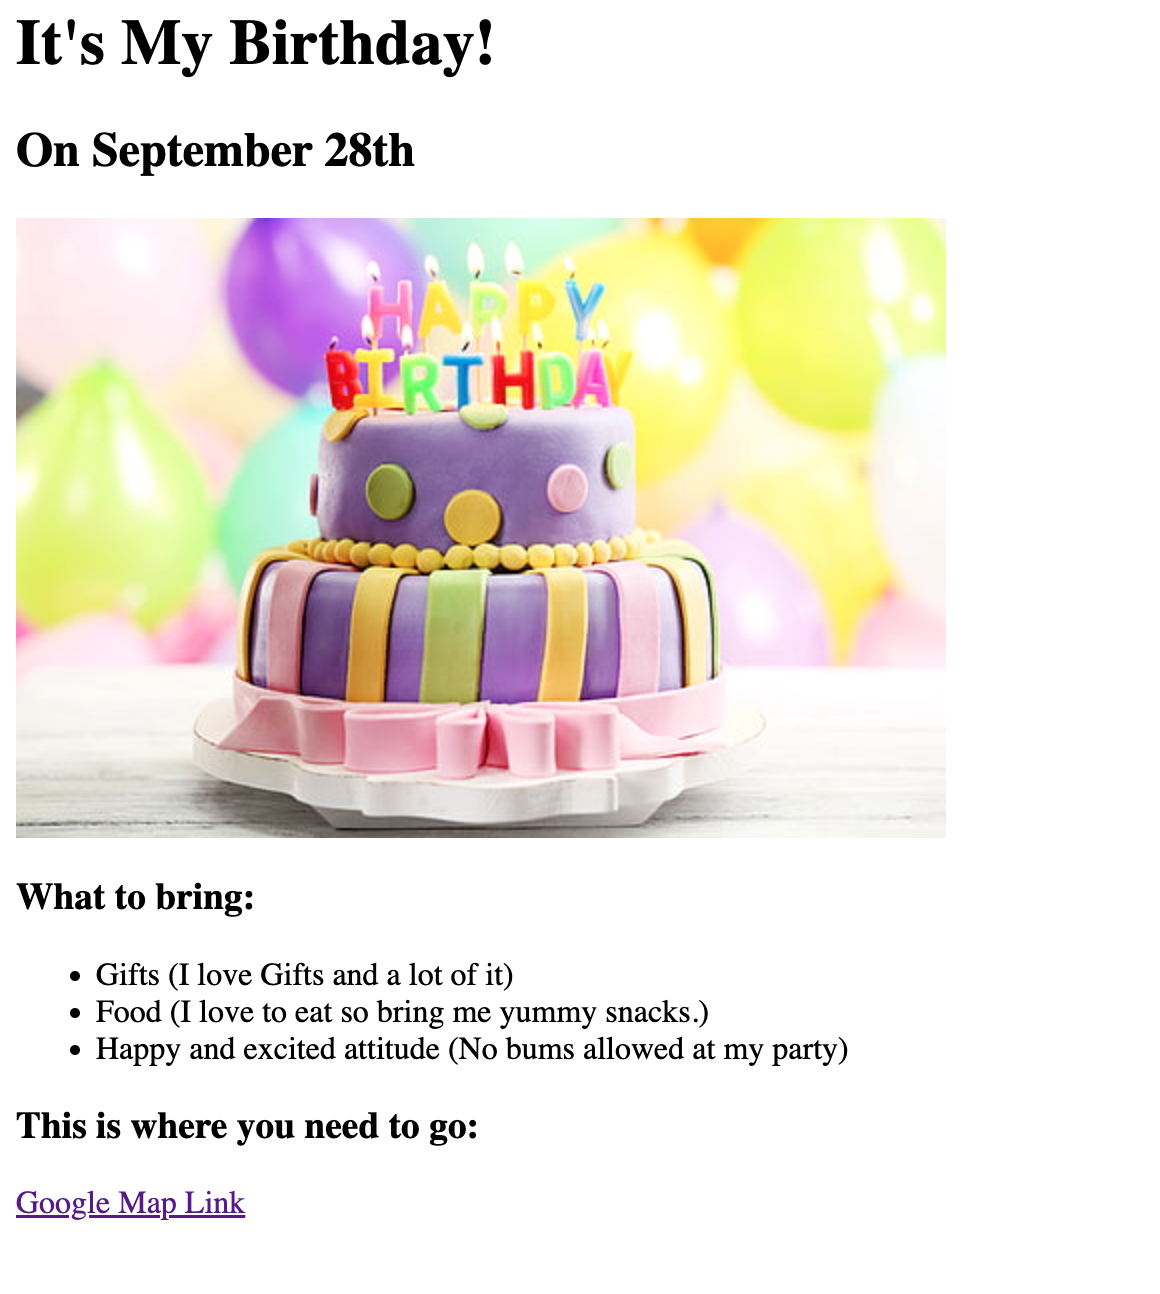 It's My Birthday!
On September 28th
HAPPY
BIRTHDAY
What to bring:
Gifts (I love Gifts and a lot of it)
Food (I love to eat so bring me yummy snacks.)
Happy and excited attitude (No bums allowed at my party)
This is where you need to go:
Google Map Link